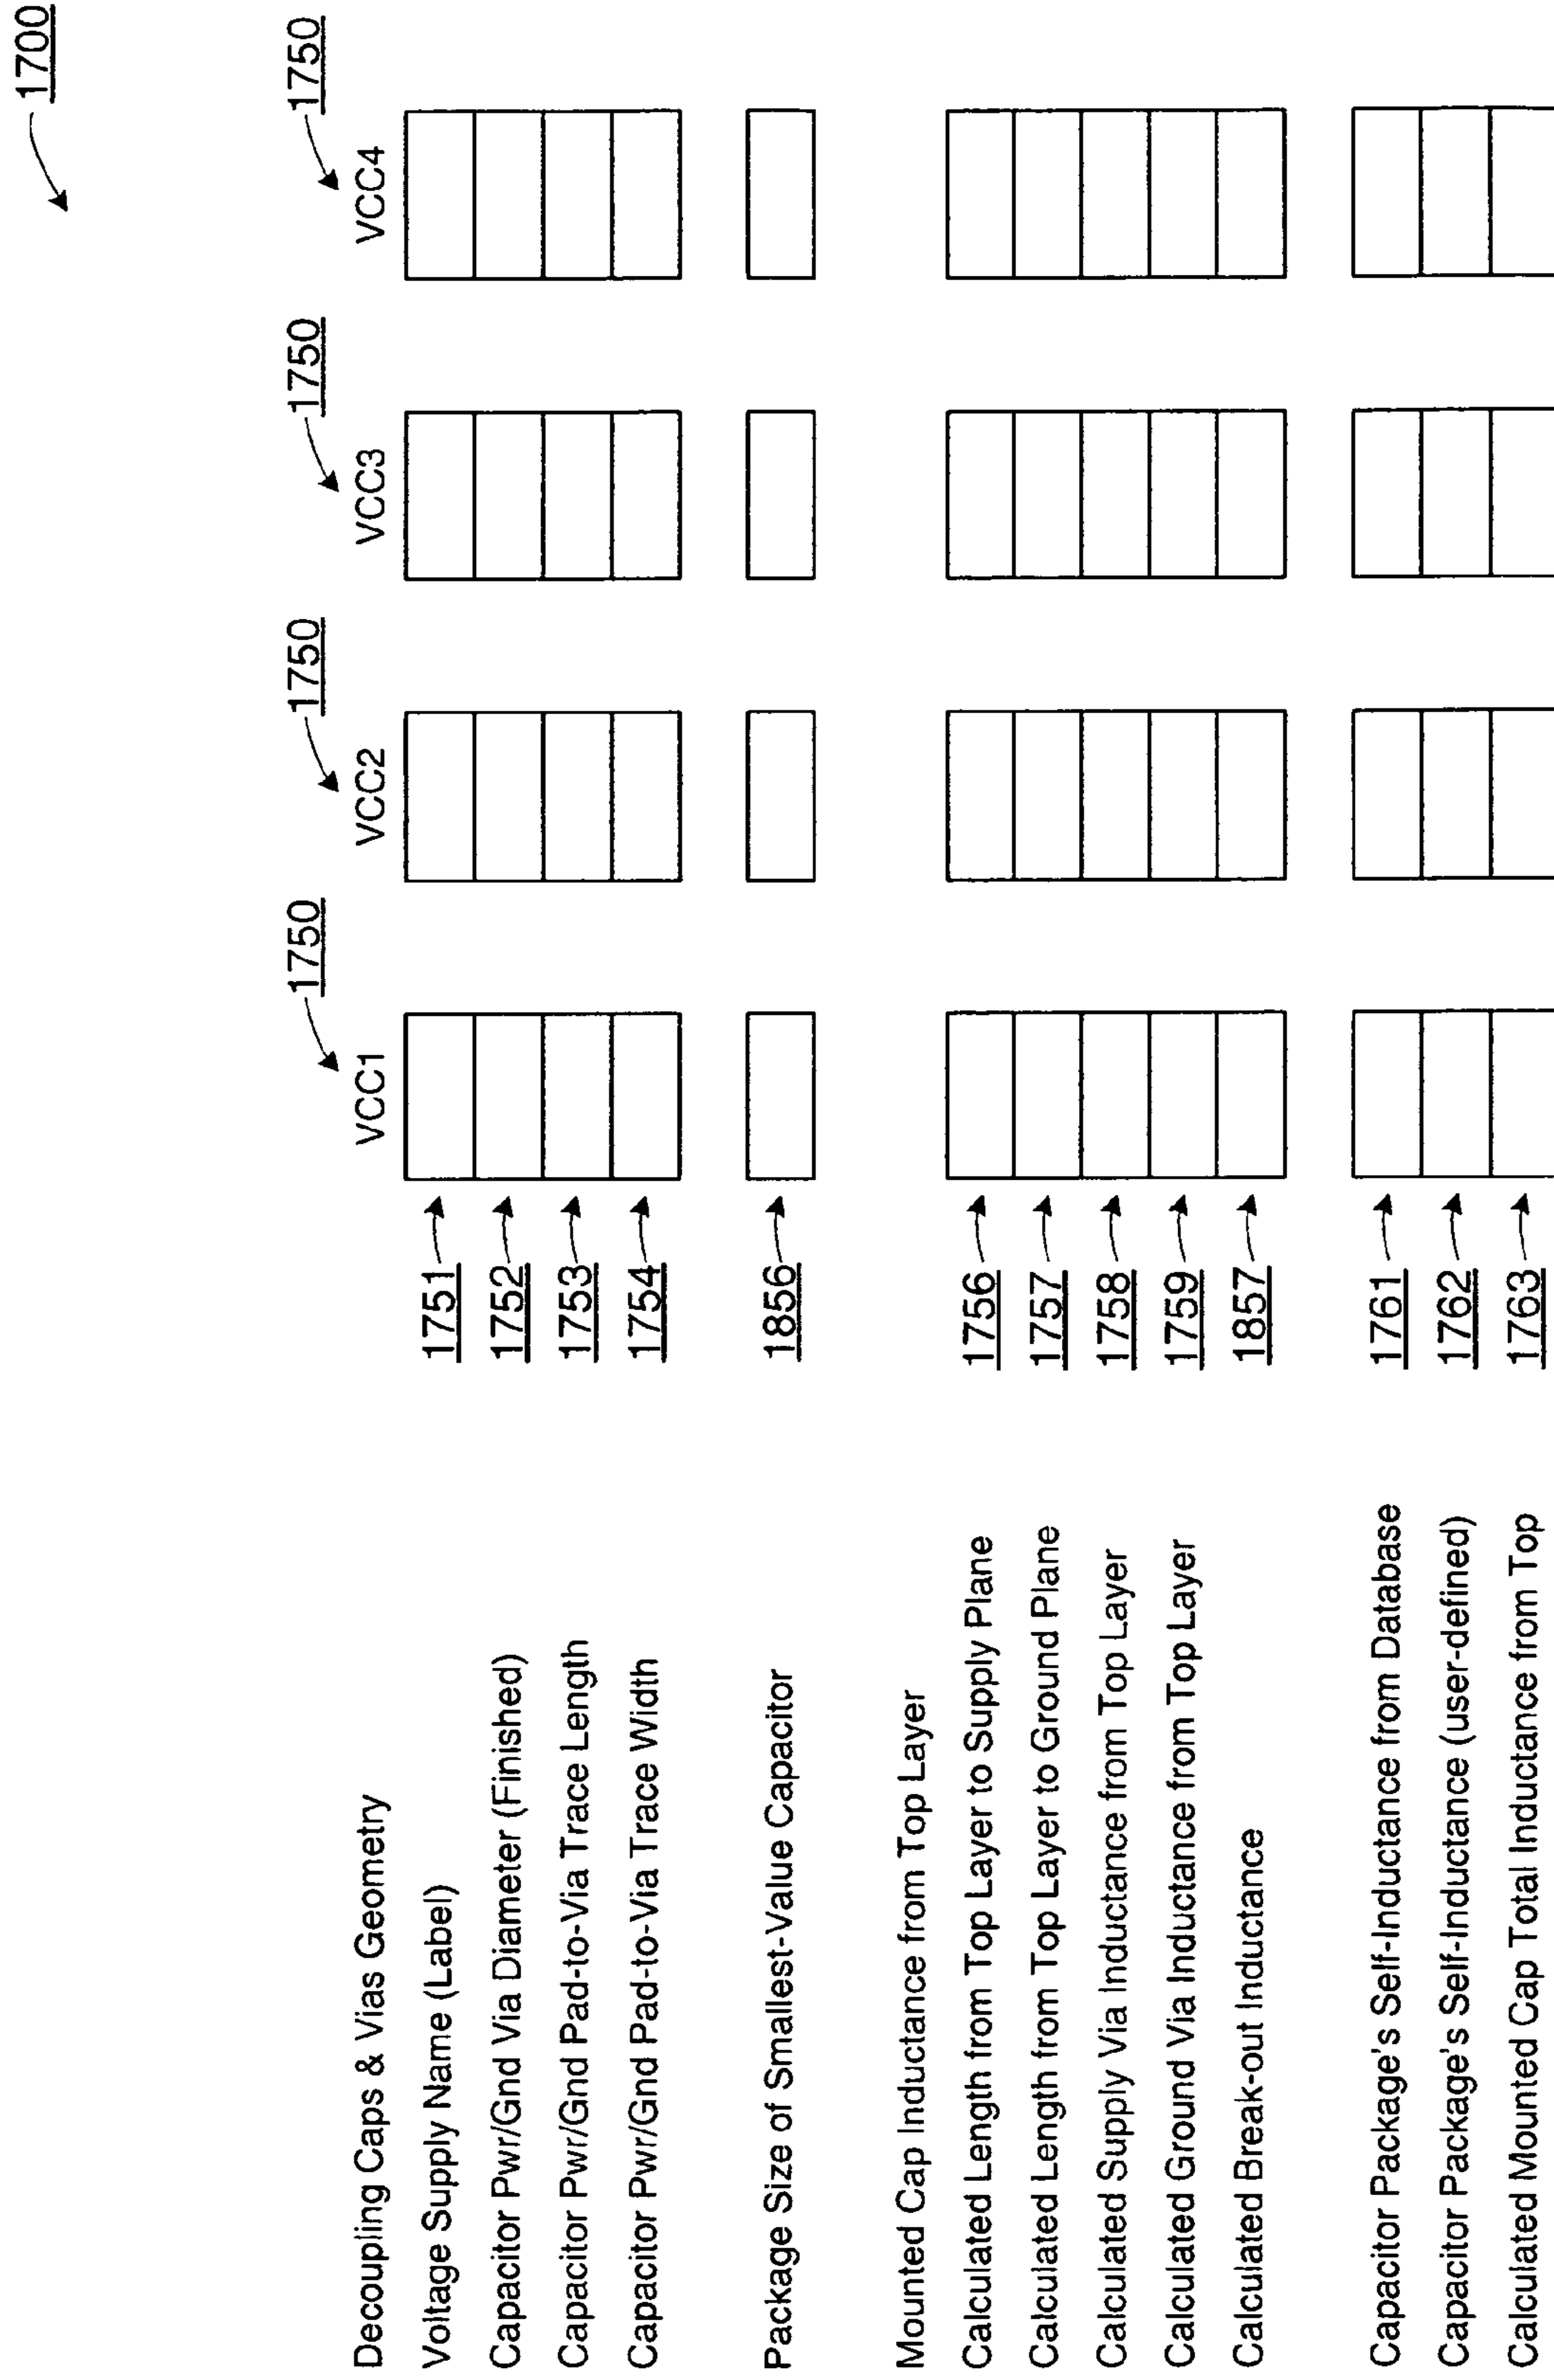 1700
1750 1750 1750 1750
Decoupling Caps & Vias Geometry VCC1 VCC2 VCC3 VCC4
Voltage Supply Name (Label) 1751
Capacitor Pwr/Gnd Via Diameter (Finished) 1752
Capacitor Pwr/Gnd Pad-to-Via Trace Length 1753
Capacitor Pwr/Gnd Pad-to-Via Trace Width 1754
Package Size of Smallest-Value Capacitor 1856
Mounted Cap Inductance from Top Layer
Calculated Length from Top Layer to Supply Plane 1756
Calculated Length from Top Layer to Ground Plane 1757
Calculated Supply Via Inductance from Top Layer 1758
Calculated Ground Via Inductance from Top Layer 1759
Calculated Break-out Inductance 1857
Capacitor Package's Self-Inductance from Database 1761
Capacitor Package's Self-Inductance (user-defined) 1762
Calculated Mounted Cap Total Inductance from Top 1763